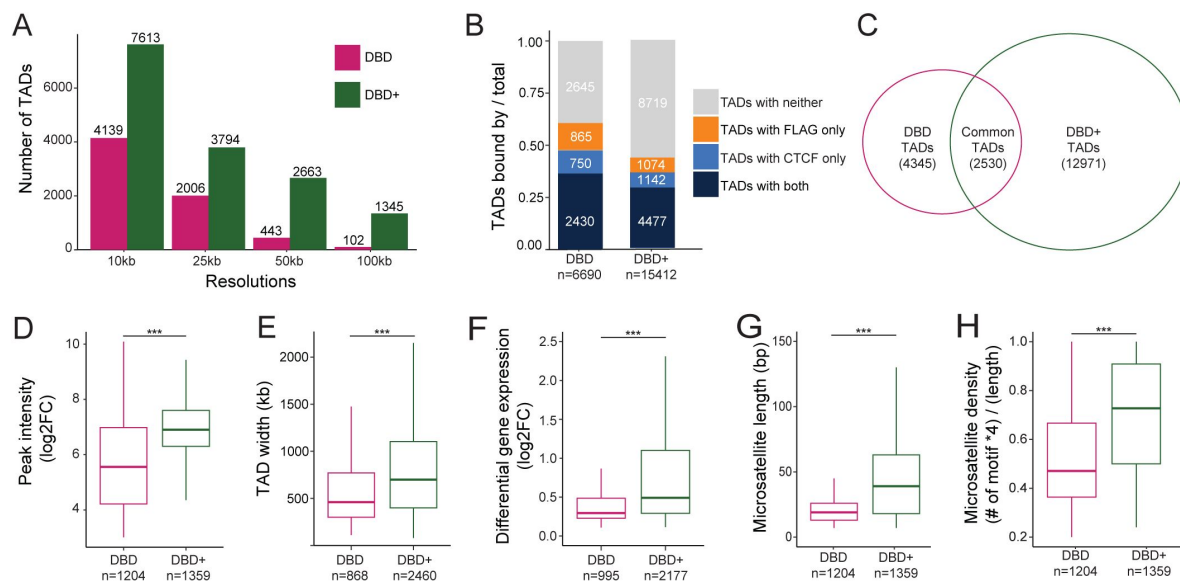 A
Number of TADs
6000
4000
2000
0
4139
7613
2006
3794
443
2663
102
1345
10kb
25kb
50kb
100kb
Resolutions
DBD
DBD+
B
TADs bound by / total
1.00
0.75
0.50
0.25
0.00
2645
865
750
2430
8719
1074
1142
4477
DBD
n=6690
DBD+
n=15412
TADs with neither
TADs with FLAG only
TADs with CTCF only
TADs with both
C
DBD
TADs
(4345)
Common
TADs
(2530)
DBD+
TADs
(12971)
D
Peak intensity
(log2FC)
10
8
6
4
***
DBD
n=1204
DBD+
n=1359
E
TAD width (kb)
2000
1500
1000
500
***
DBD
n=868
DBD+
n=2460
F
Differential gene expression
(log2FC)
2.5
2.0
1.5
1.0
0.5
0.0
***
DBD
n=995
DBD+
n=2177
G
Microsatellite length (bp)
150
100
50
0
***
DBD
n=1204
DBD+
n=1359
H
Microsatellite density
(# of motif *4) / (length)
1.0
0.8
0.6
0.4
0.2
***
DBD
n=1204
DBD+
n=1359